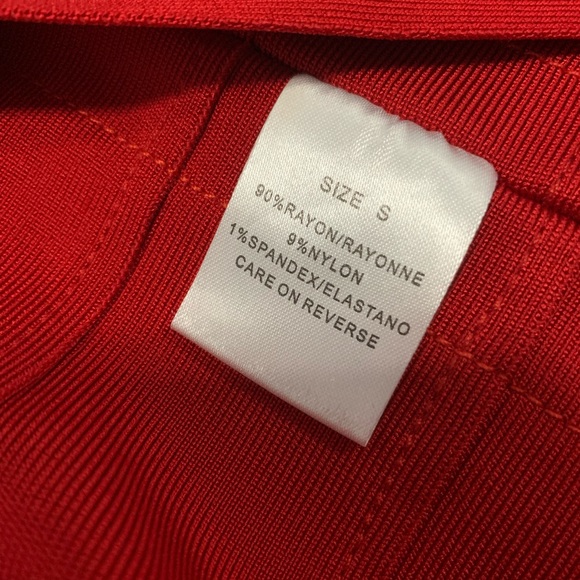 SIZE S
90%RAYON/RAYONNE
9%NYLON
1%SPANDEX/ELASTANO
CARE ON REVERSE